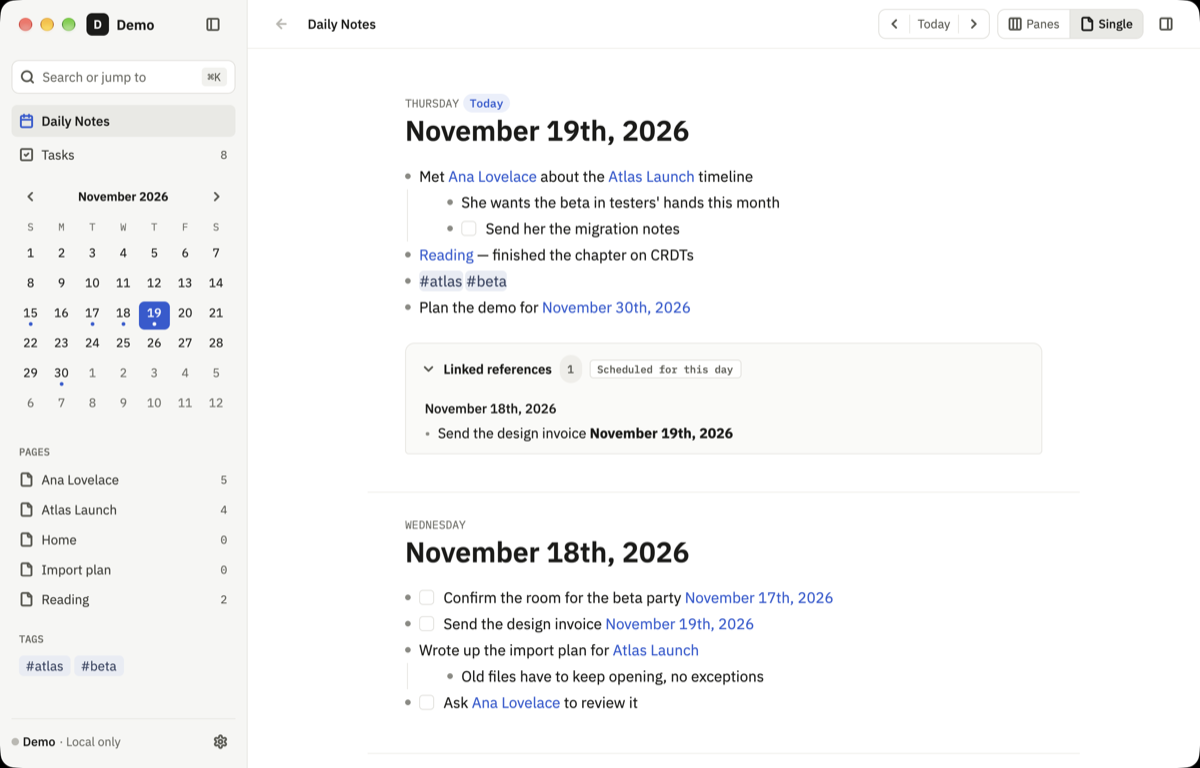 D Demo
Search or jump to ⌘K
Daily Notes
Tasks 8
November 2026
S M T W T F S
1 2 3 4 5 6 7
8 9 10 11 12 13 14
15 16 17 18 19 20 21
22 23 24 25 26 27 28
29 30 1 2 3 4 5
6 7 8 9 10 11 12
PAGES
Ana Lovelace 5
Atlas Launch 4
Home 0
Import plan 0
Reading 2
TAGS
#atlas #beta
Demo · Local only
Daily Notes
Today
Panes
Single
THURSDAY Today
November 19th, 2026
Met Ana Lovelace about the Atlas Launch timeline
She wants the beta in testers' hands this month
Send her the migration notes
Reading — finished the chapter on CRDTs
#atlas #beta
Plan the demo for November 30th, 2026
Linked references 1 Scheduled for this day
November 18th, 2026
Send the design invoice November 19th, 2026
WEDNESDAY
November 18th, 2026
Confirm the room for the beta party November 17th, 2026
Send the design invoice November 19th, 2026
Wrote up the import plan for Atlas Launch
Old files have to keep opening, no exceptions
Ask Ana Lovelace to review it